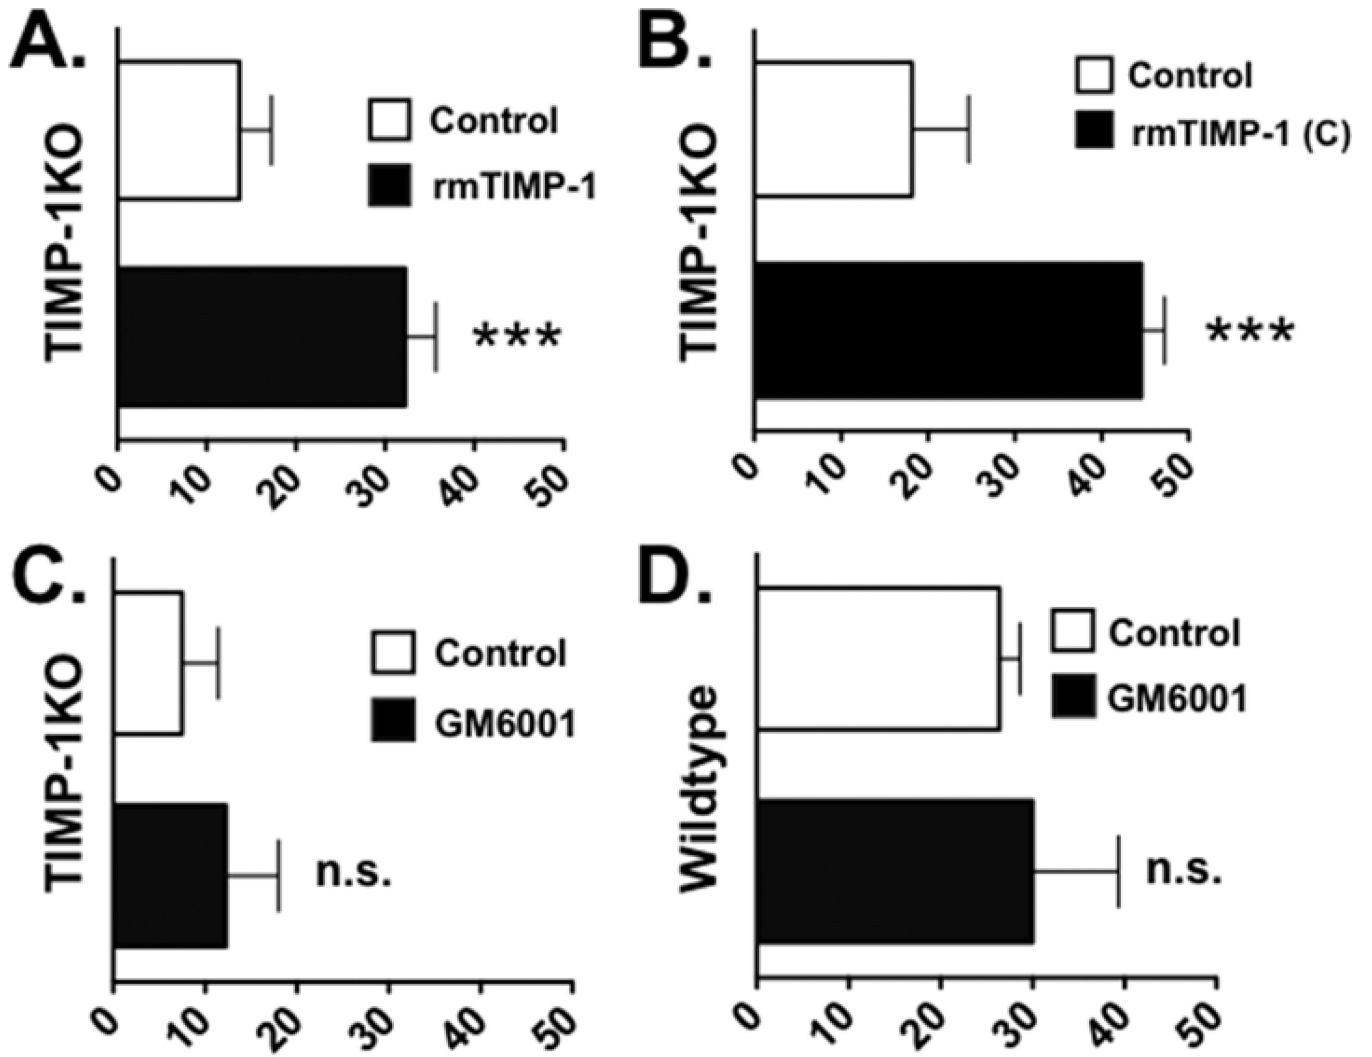 A.
TIMP-1KO
Control
rmTIMP-1
***
0 10 20 30 40 50
B.
TIMP-1KO
Control
rmTIMP-1 (C)
***
0 10 20 30 40 50
C.
TIMP-1KO
Control
GM6001
n.s.
0 10 20 30 40 50
D.
Wildtype
Control
GM6001
n.s.
0 10 20 30 40 50